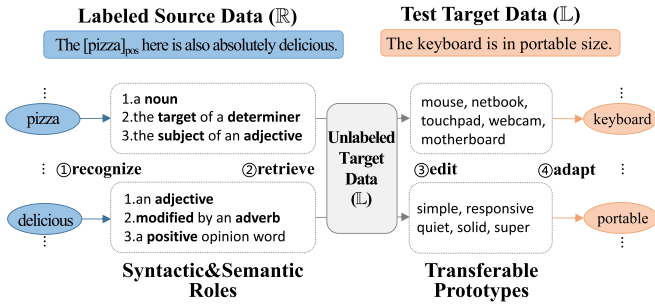 Labeled Source Data (ℝ)
Test Target Data (𝕃)
The [pizza]pos here is also absolutely delicious.
The keyboard is in portable size.
pizza
1.a noun
2.the target of a determiner
3.the subject of an adjective
Unlabeled
Target
Data
(𝕃)
mouse, netbook,
touchpad, webcam,
motherboard
keyboard
①recognize
②retrieve
③edit
④adapt
delicious
1.an adjective
2.modified by an adverb
3.a positive opinion word
simple, responsive
quiet, solid, super
portable
Syntactic&Semantic
Roles
Transferable
Prototypes